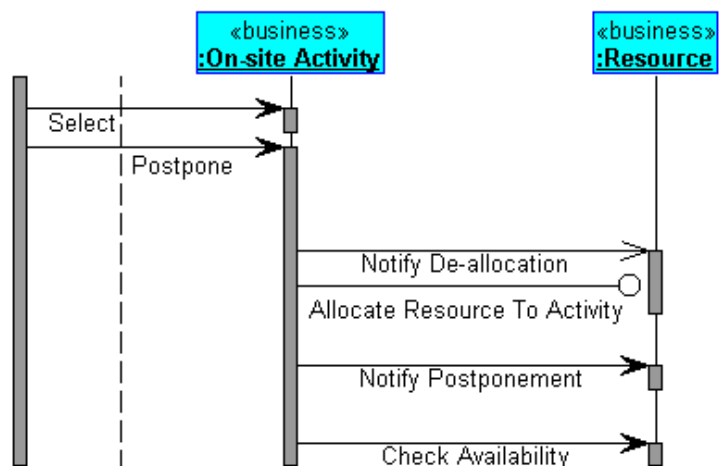 «business»
:On-site Activity
«business»
:Resource
Select
Postpone
Notify De-allocation
Allocate Resource To Activity
Notify Postponement
Check Availability